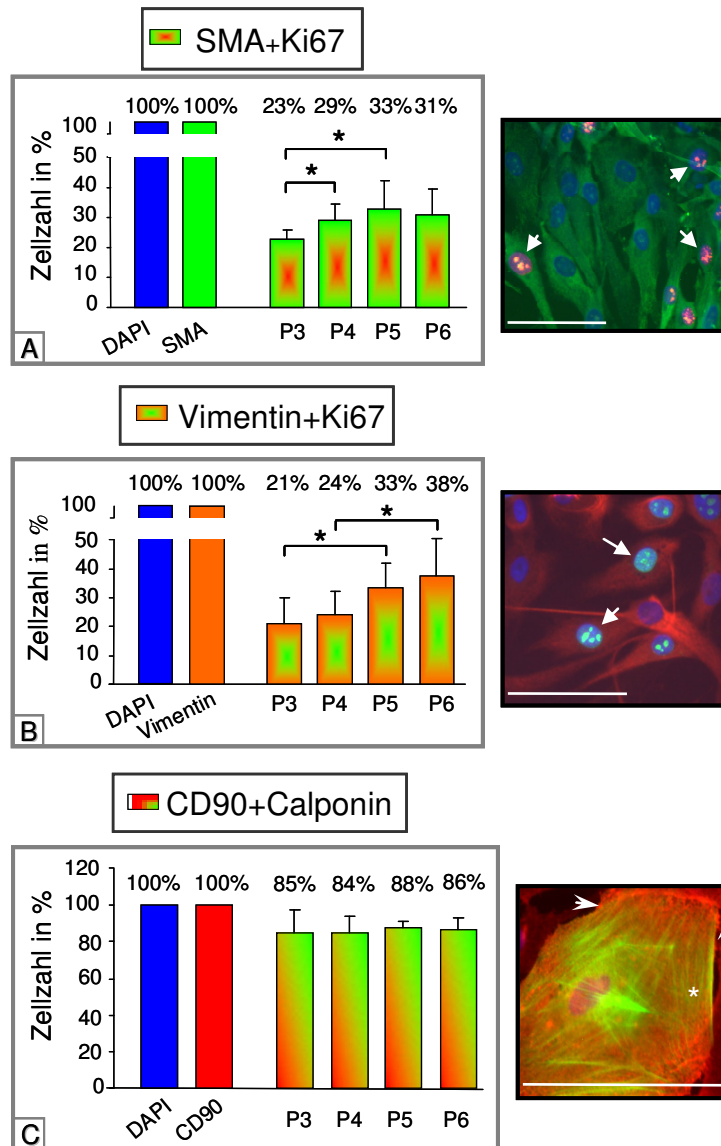 SMA+Ki67
100% 100% 23% 29% 33% 31%
Zellzahl in %
100
50
40
30
20
10
0
*
*
DAPI SMA P3 P4 P5 P6
A
Vimentin+Ki67
100% 100% 21% 24% 33% 38%
Zellzahl in %
100
50
40
30
20
10
0
*
*
DAPI Vimentin P3 P4 P5 P6
B
CD90+Calponin
100% 100% 85% 84% 88% 86%
Zellzahl in %
120
100
80
60
40
20
0
DAPI CD90 P3 P4 P5 P6
*
C